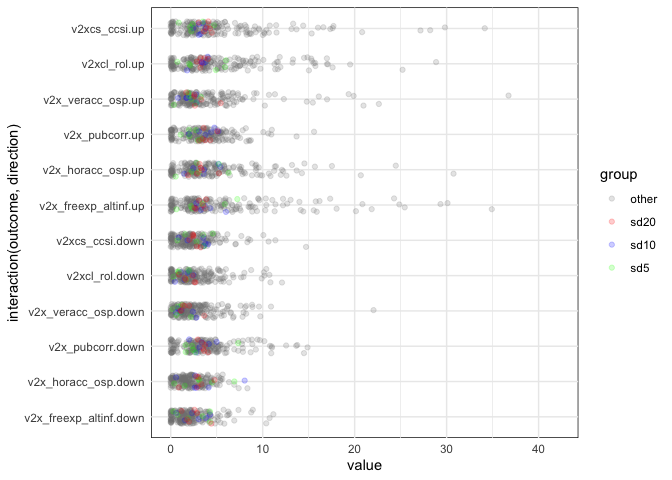 interaction(outcome, direction)
v2xcs_ccsi.up
v2xcl_rol.up
v2x_veracc_osp.up
v2x_pubcorr.up
v2x_horacc_osp.up
v2x_freexp_altinf.up
v2xcs_ccsi.down
v2xcl_rol.down
v2x_veracc_osp.down
v2x_pubcorr.down
v2x_horacc_osp.down
v2x_freexp_altinf.down
0 10 20 30 40
value
group
other
sd20
sd10
sd5